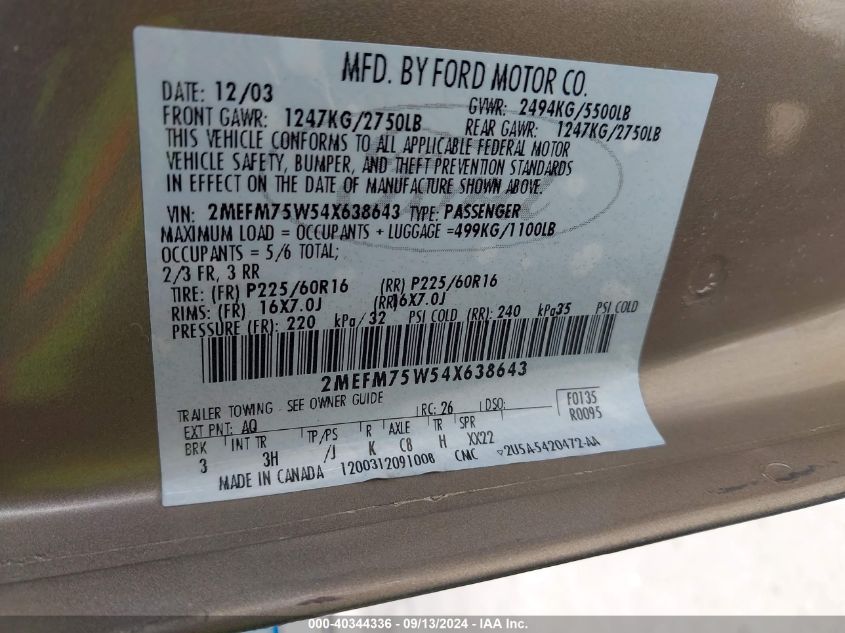 MFD. BY FORD MOTOR CO.
DATE: 12/03 GVWR: 2494KG/5500LB
FRONT GAWR: 1247KG/2750LB REAR GAWR: 1247KG/2750LB
THIS VEHICLE CONFORMS TO ALL APPLICABLE FEDERAL MOTOR
VEHICLE SAFETY, BUMPER, AND THEFT PREVENTION STANDARDS
IN EFFECT ON THE DATE OF MANUFACTURE SHOWN ABOVE.
VIN: 2MEFM75W54X638643 TYPE: PASSENGER
MAXIMUM LOAD = OCCUPANTS + LUGGAGE =499KG/1100LB
OCCUPANTS = 5/6 TOTAL;
2/3 FR, 3 RR
TIRE: (FR) P225/60R16 (RR) P225/60R16
RIMS: (FR) 16X7.0J (RR)16X7.0J
PRESSURE (FR): 220 kPa/32 PSI COLD (RR): 240 kPa35 PSI COLD
2MEFM75W54X638643
TRAILER TOWING - SEE OWNER GUIDE
EXT PNT: AQ RC: 26 DSO: F0135
BRK INT TR TP/PS R AXLE TR SPR R0095
3 3H /J K C8 H XX22
MADE IN CANADA 1200312091008 CMC 2U5A-5420472-AA
000-40344336 - 09/13/2024 - IAA Inc.